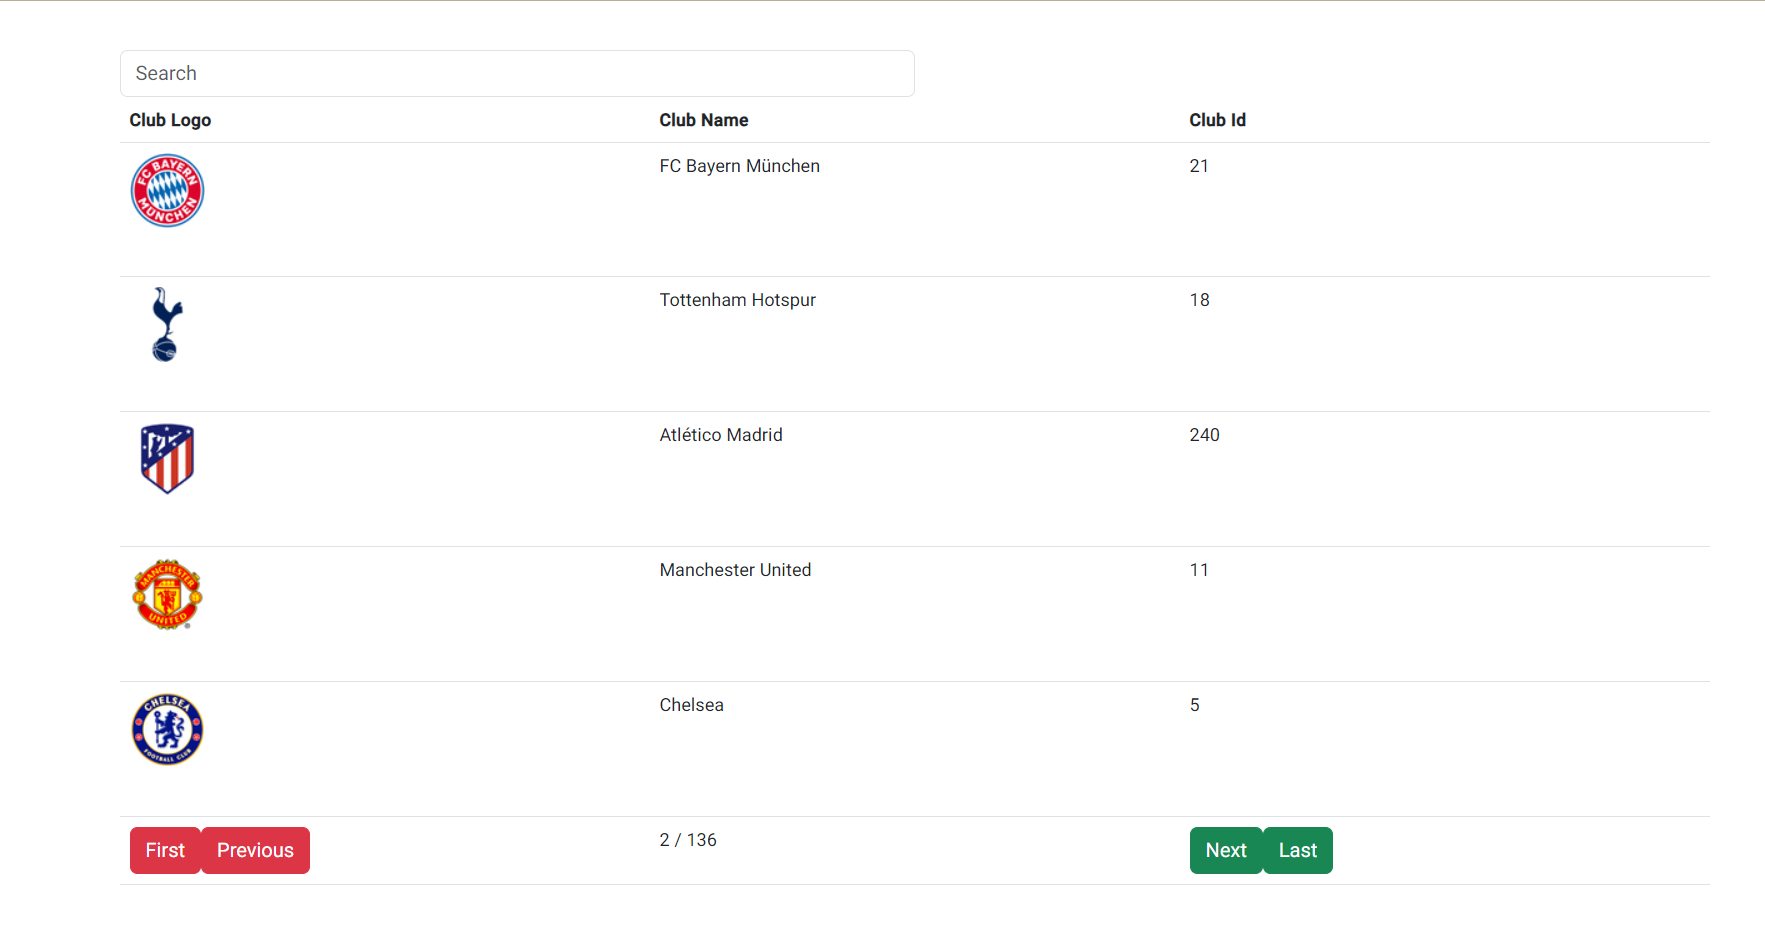 Search
Club Logo Club Name Club Id
FC BAYERN MÜNCHEN FC Bayern München 21
Tottenham Hotspur 18
Atlético Madrid 240
MANCHESTER UNITED Manchester United 11
CHELSEA FOOTBALL CLUB Chelsea 5
First Previous 2 / 136 Next Last